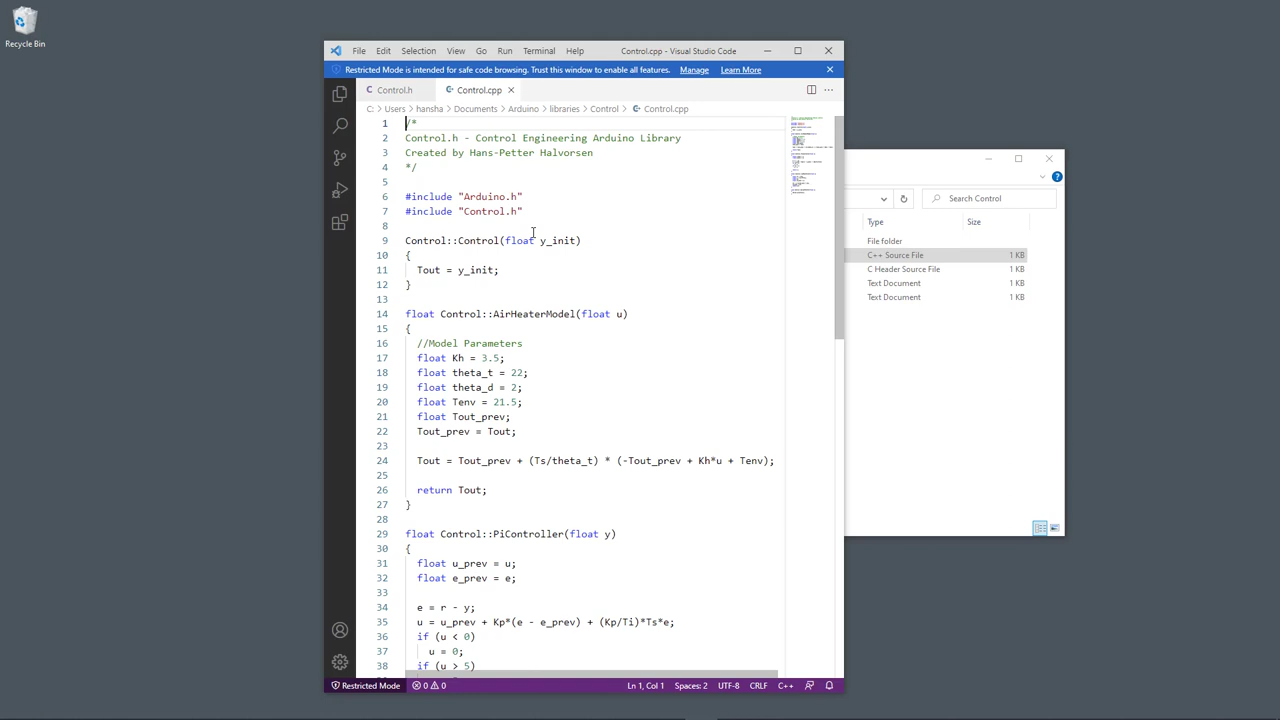 Recycle Bin
File Edit Selection View Go Run Terminal Help Control.cpp - Visual Studio Code
Restricted Mode is intended for safe code browsing. Trust this window to enable all features. Manage Learn More
Control.h Control.cpp
C: > Users > hansha > Documents > Arduino > libraries > Control > Control.cpp
1 /*
2 Control.h - Control Engineering Arduino Library
3 Created by Hans-Petter Halvorsen
4 */
5
6 #include "Arduino.h"
7 #include "Control.h"
8
9 Control::Control(float y_init)
10 {
11 Tout = y_init;
12 }
13
14 float Control::AirHeaterModel(float u)
15 {
16 //Model Parameters
17 float Kh = 3.5;
18 float theta_t = 22;
19 float theta_d = 2;
20 float Tenv = 21.5;
21 float Tout_prev;
22 Tout_prev = Tout;
23
24 Tout = Tout_prev + (Ts/theta_t) * (-Tout_prev + Kh*u + Tenv);
25
26 return Tout;
27 }
28
29 float Control::PiController(float y)
30 {
31 float u_prev = u;
32 float e_prev = e;
33
34 e = r - y;
35 u = u_prev + Kp*(e - e_prev) + (Kp/Ti)*Ts*e;
36 if (u < 0)
37 u = 0;
38 if (u > 5)
Restricted Mode 0 0 Ln 1, Col 1 Spaces: 2 UTF-8 CRLF C++
Search Control
Type Size
File folder
C++ Source File 1 KB
C Header Source File 1 KB
Text Document 1 KB
Text Document 1 KB